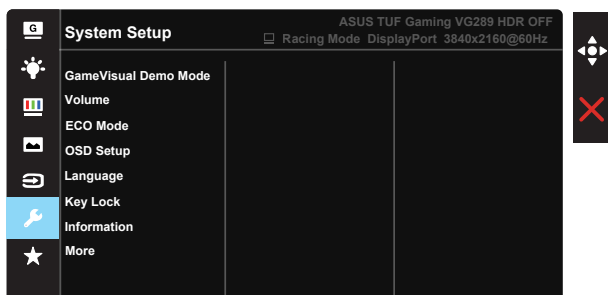 G
System Setup
ASUS TUF Gaming VG289 HDR OFF
Racing Mode DisplayPort 3840x2160@60Hz
GameVisual Demo Mode
Volume
ECO Mode
OSD Setup
Language
Key Lock
Information
More